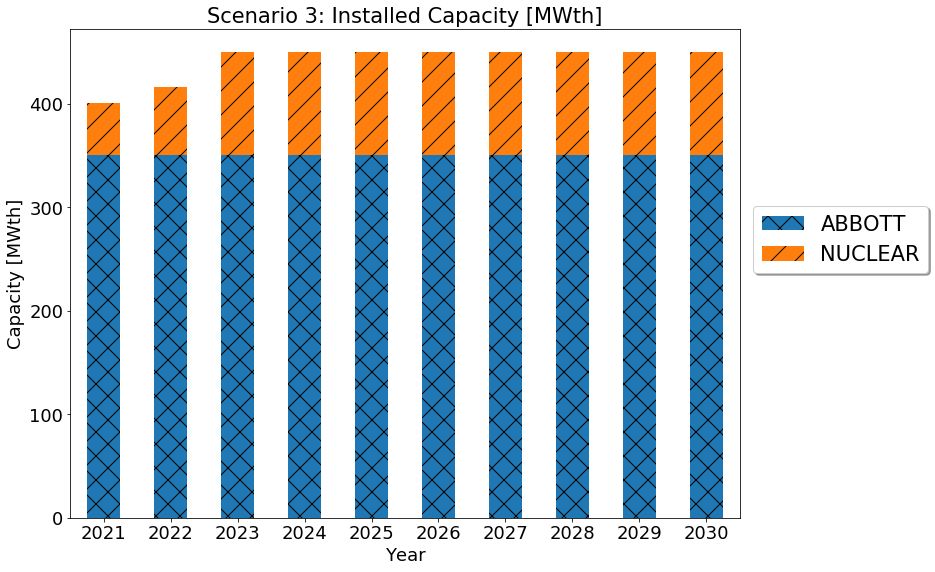 Scenario 3: Installed Capacity [MWth]
Capacity [MWth]
400
300
200
100
0
2021 2022 2023 2024 2025 2026 2027 2028 2029 2030
Year
ABBOTT
NUCLEAR